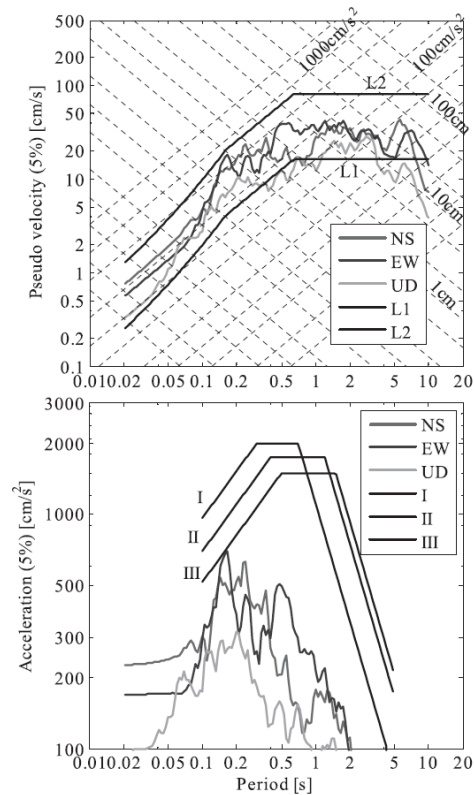 500
200
100
50
20
10
5
2
1
0.5
0.2
0.1
Pseudo velocity (5%) [cm/s]
1000cm/s²
100cm/s²
100cm
10cm
1cm
L2
L1
NS
EW
UD
L1
L2
0.01 0.02 0.05 0.1 0.2 0.5 1 2 5 10 20
3000
2000
1000
500
300
200
100
Acceleration (5%) [cm/s²]
I
II
III
NS
EW
UD
I
II
III
0.01 0.02 0.05 0.1 0.2 0.5 1 2 5 10 20
Period [s]